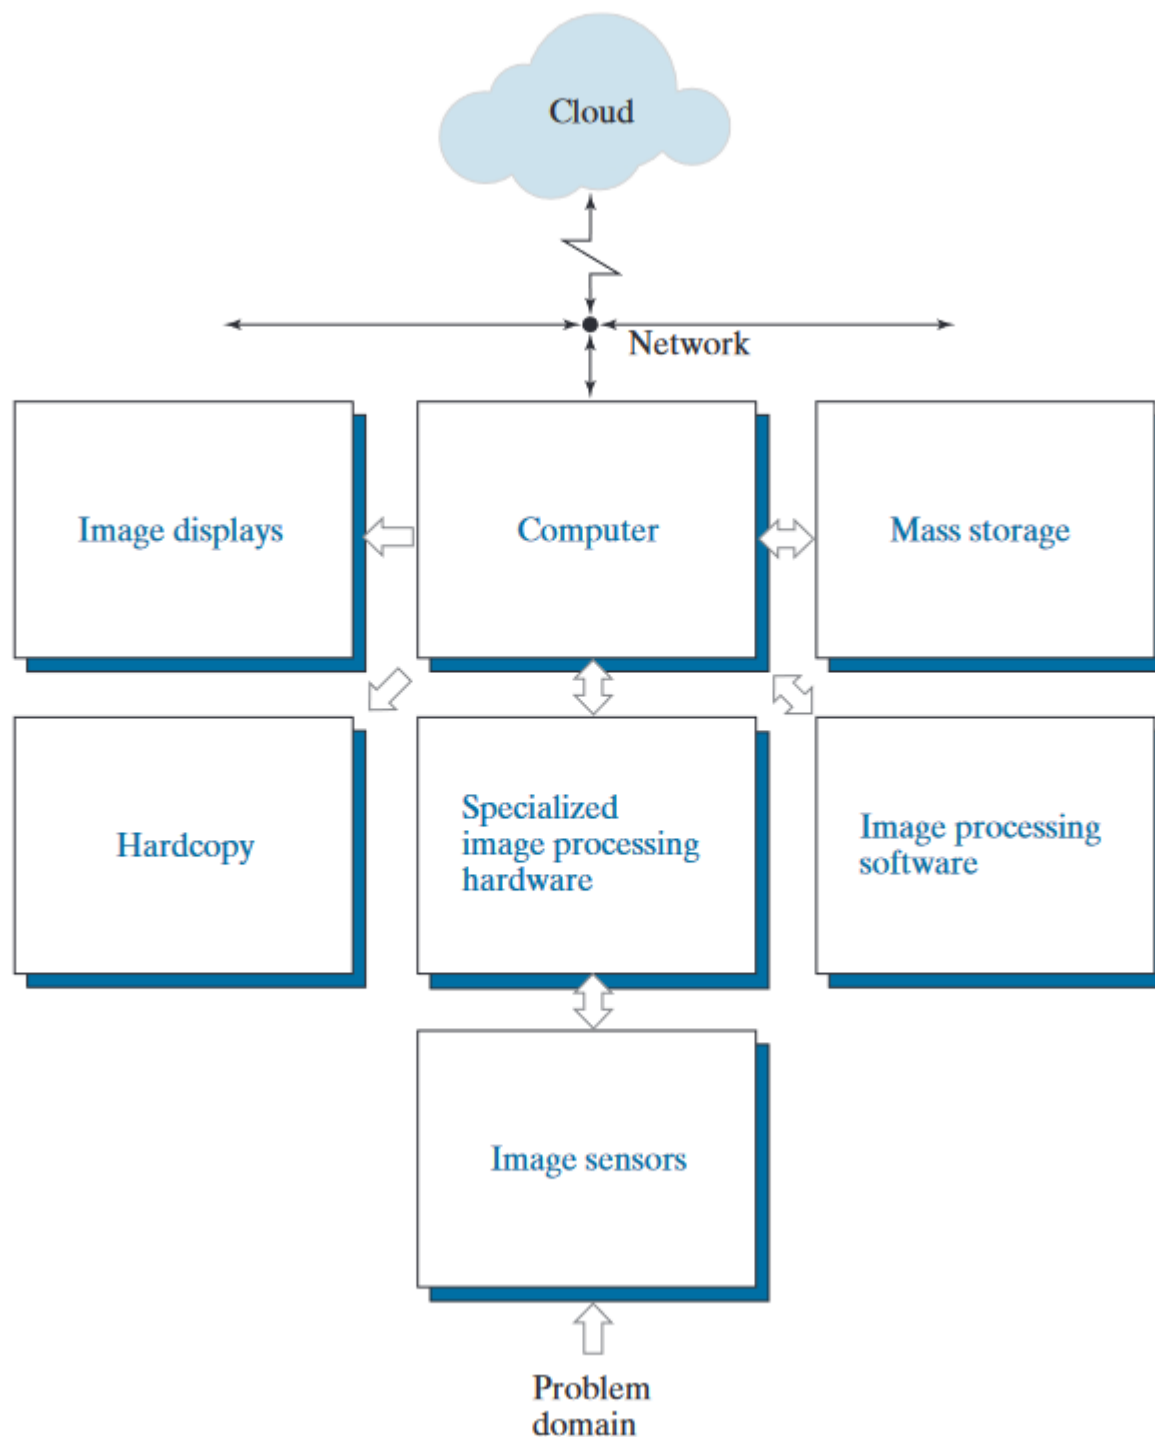 Cloud
Network
Image displays
Computer
Mass storage
Hardcopy
Specialized
image processing
hardware
Image processing
software
Image sensors
Problem
domain